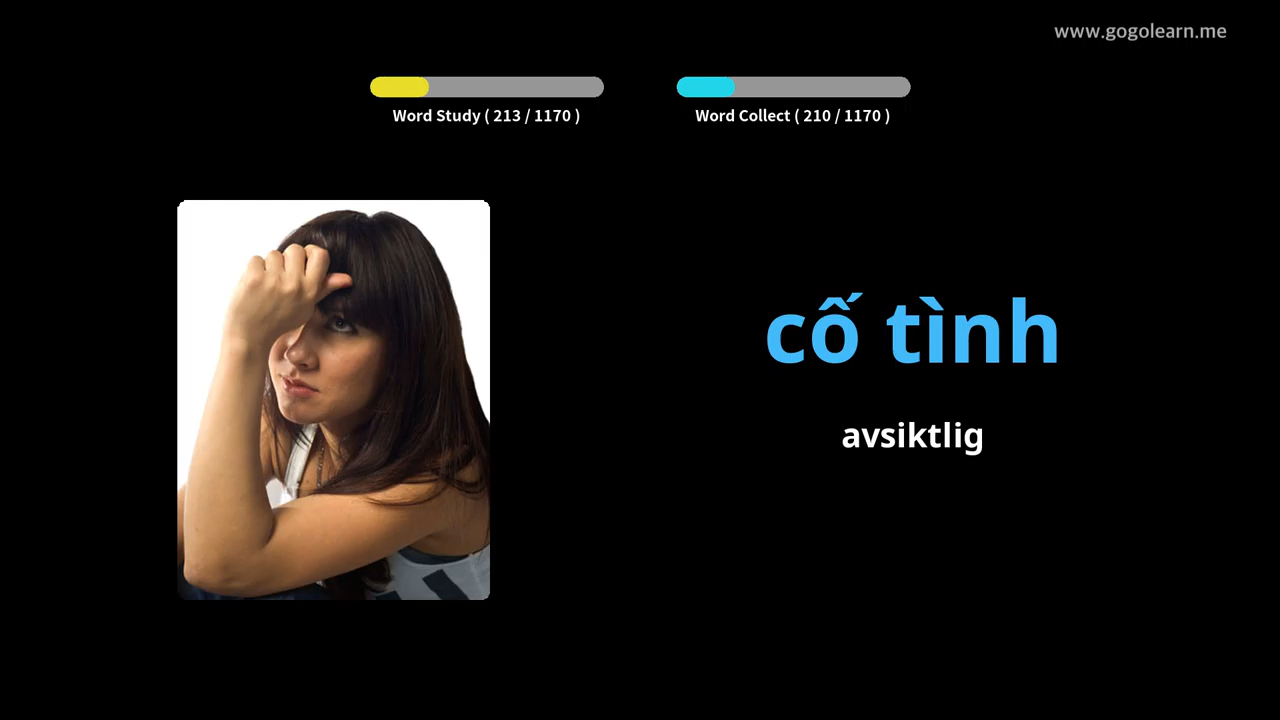 www.gogolearn.me
Word Study ( 213 / 1170 )
Word Collect ( 210 / 1170 )
cố tình
avsiktlig